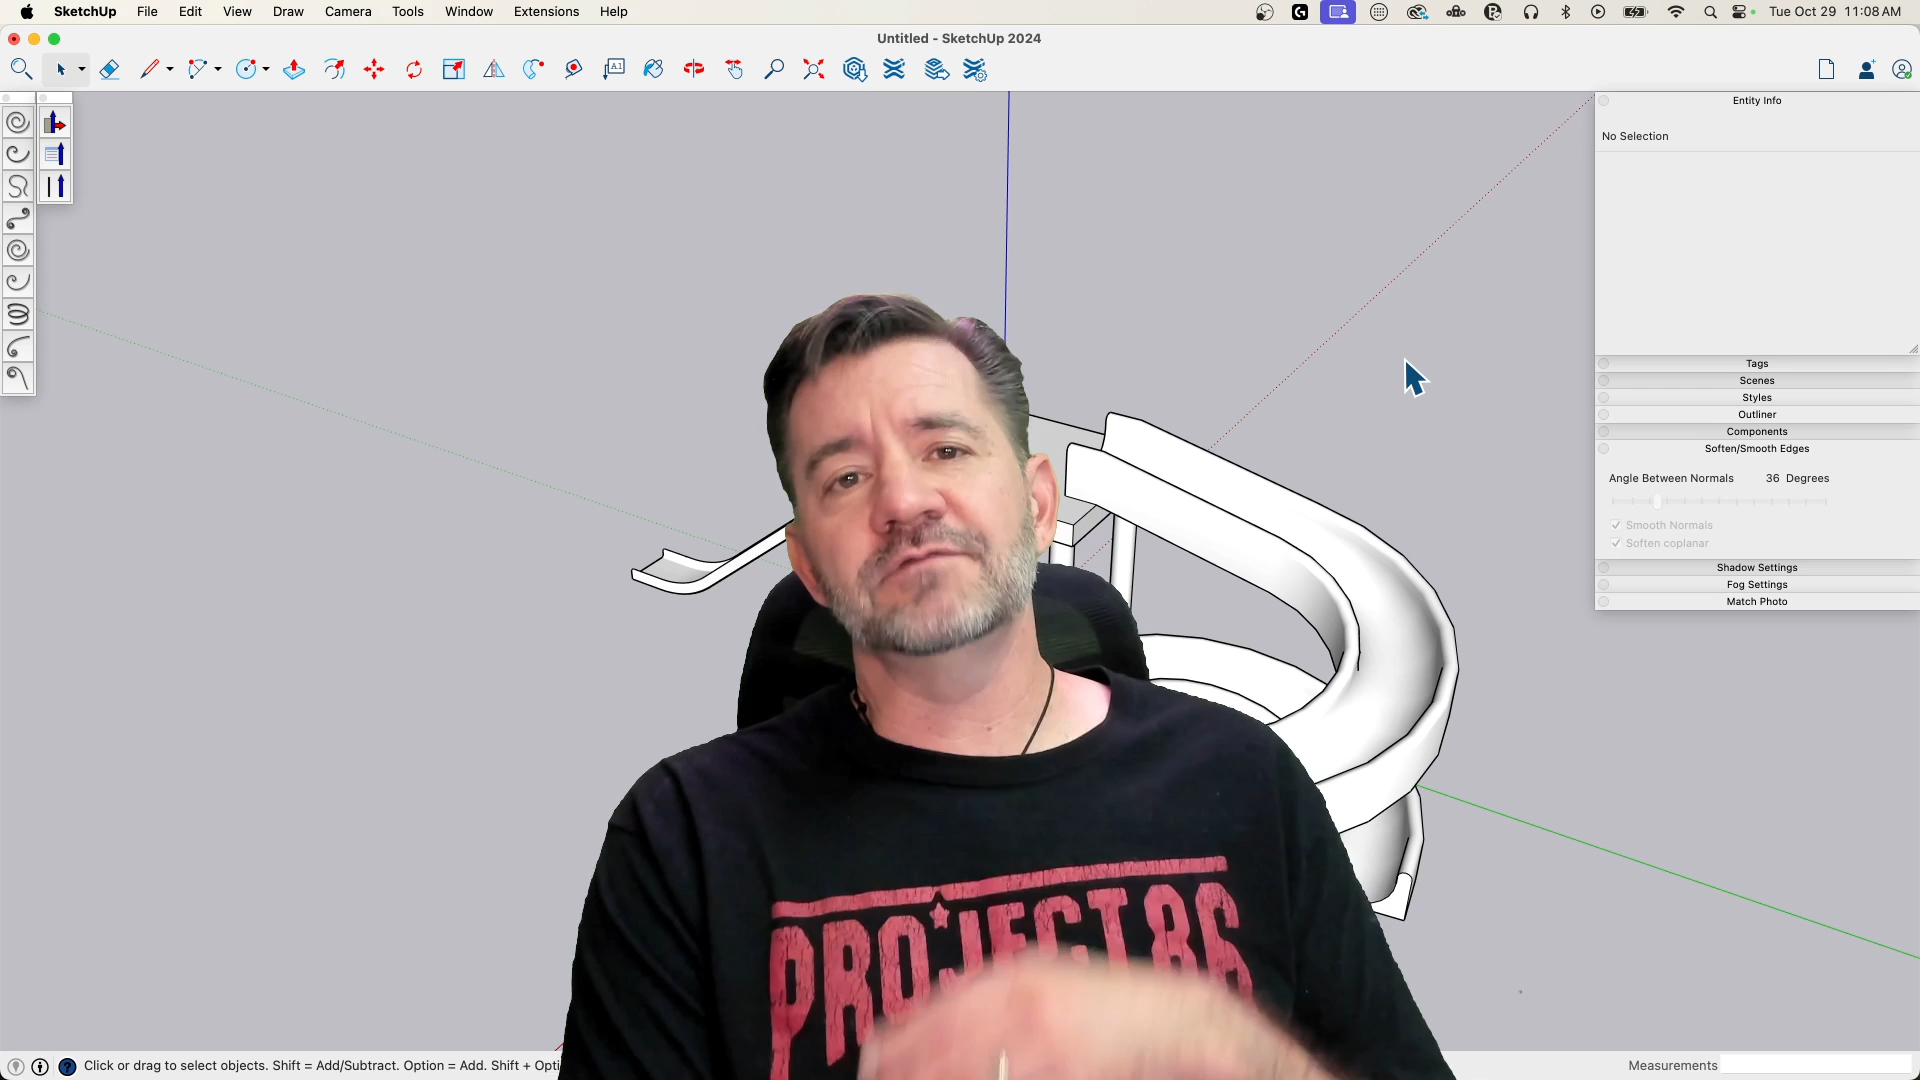 SketchUp File Edit View Draw Camera Tools Window Extensions Help
Tue Oct 29 11:08 AM
Untitled - SketchUp 2024
A1
Entity Info
No Selection
Tags
Scenes
Styles
Outliner
Components
Soften/Smooth Edges
Angle Between Normals 36 Degrees
Smooth Normals
Soften coplanar
Shadow Settings
Fog Settings
Match Photo
PROJECT 86
Click or drag to select objects. Shift = Add/Subtract. Option = Add. Shift + Opti
Measurements